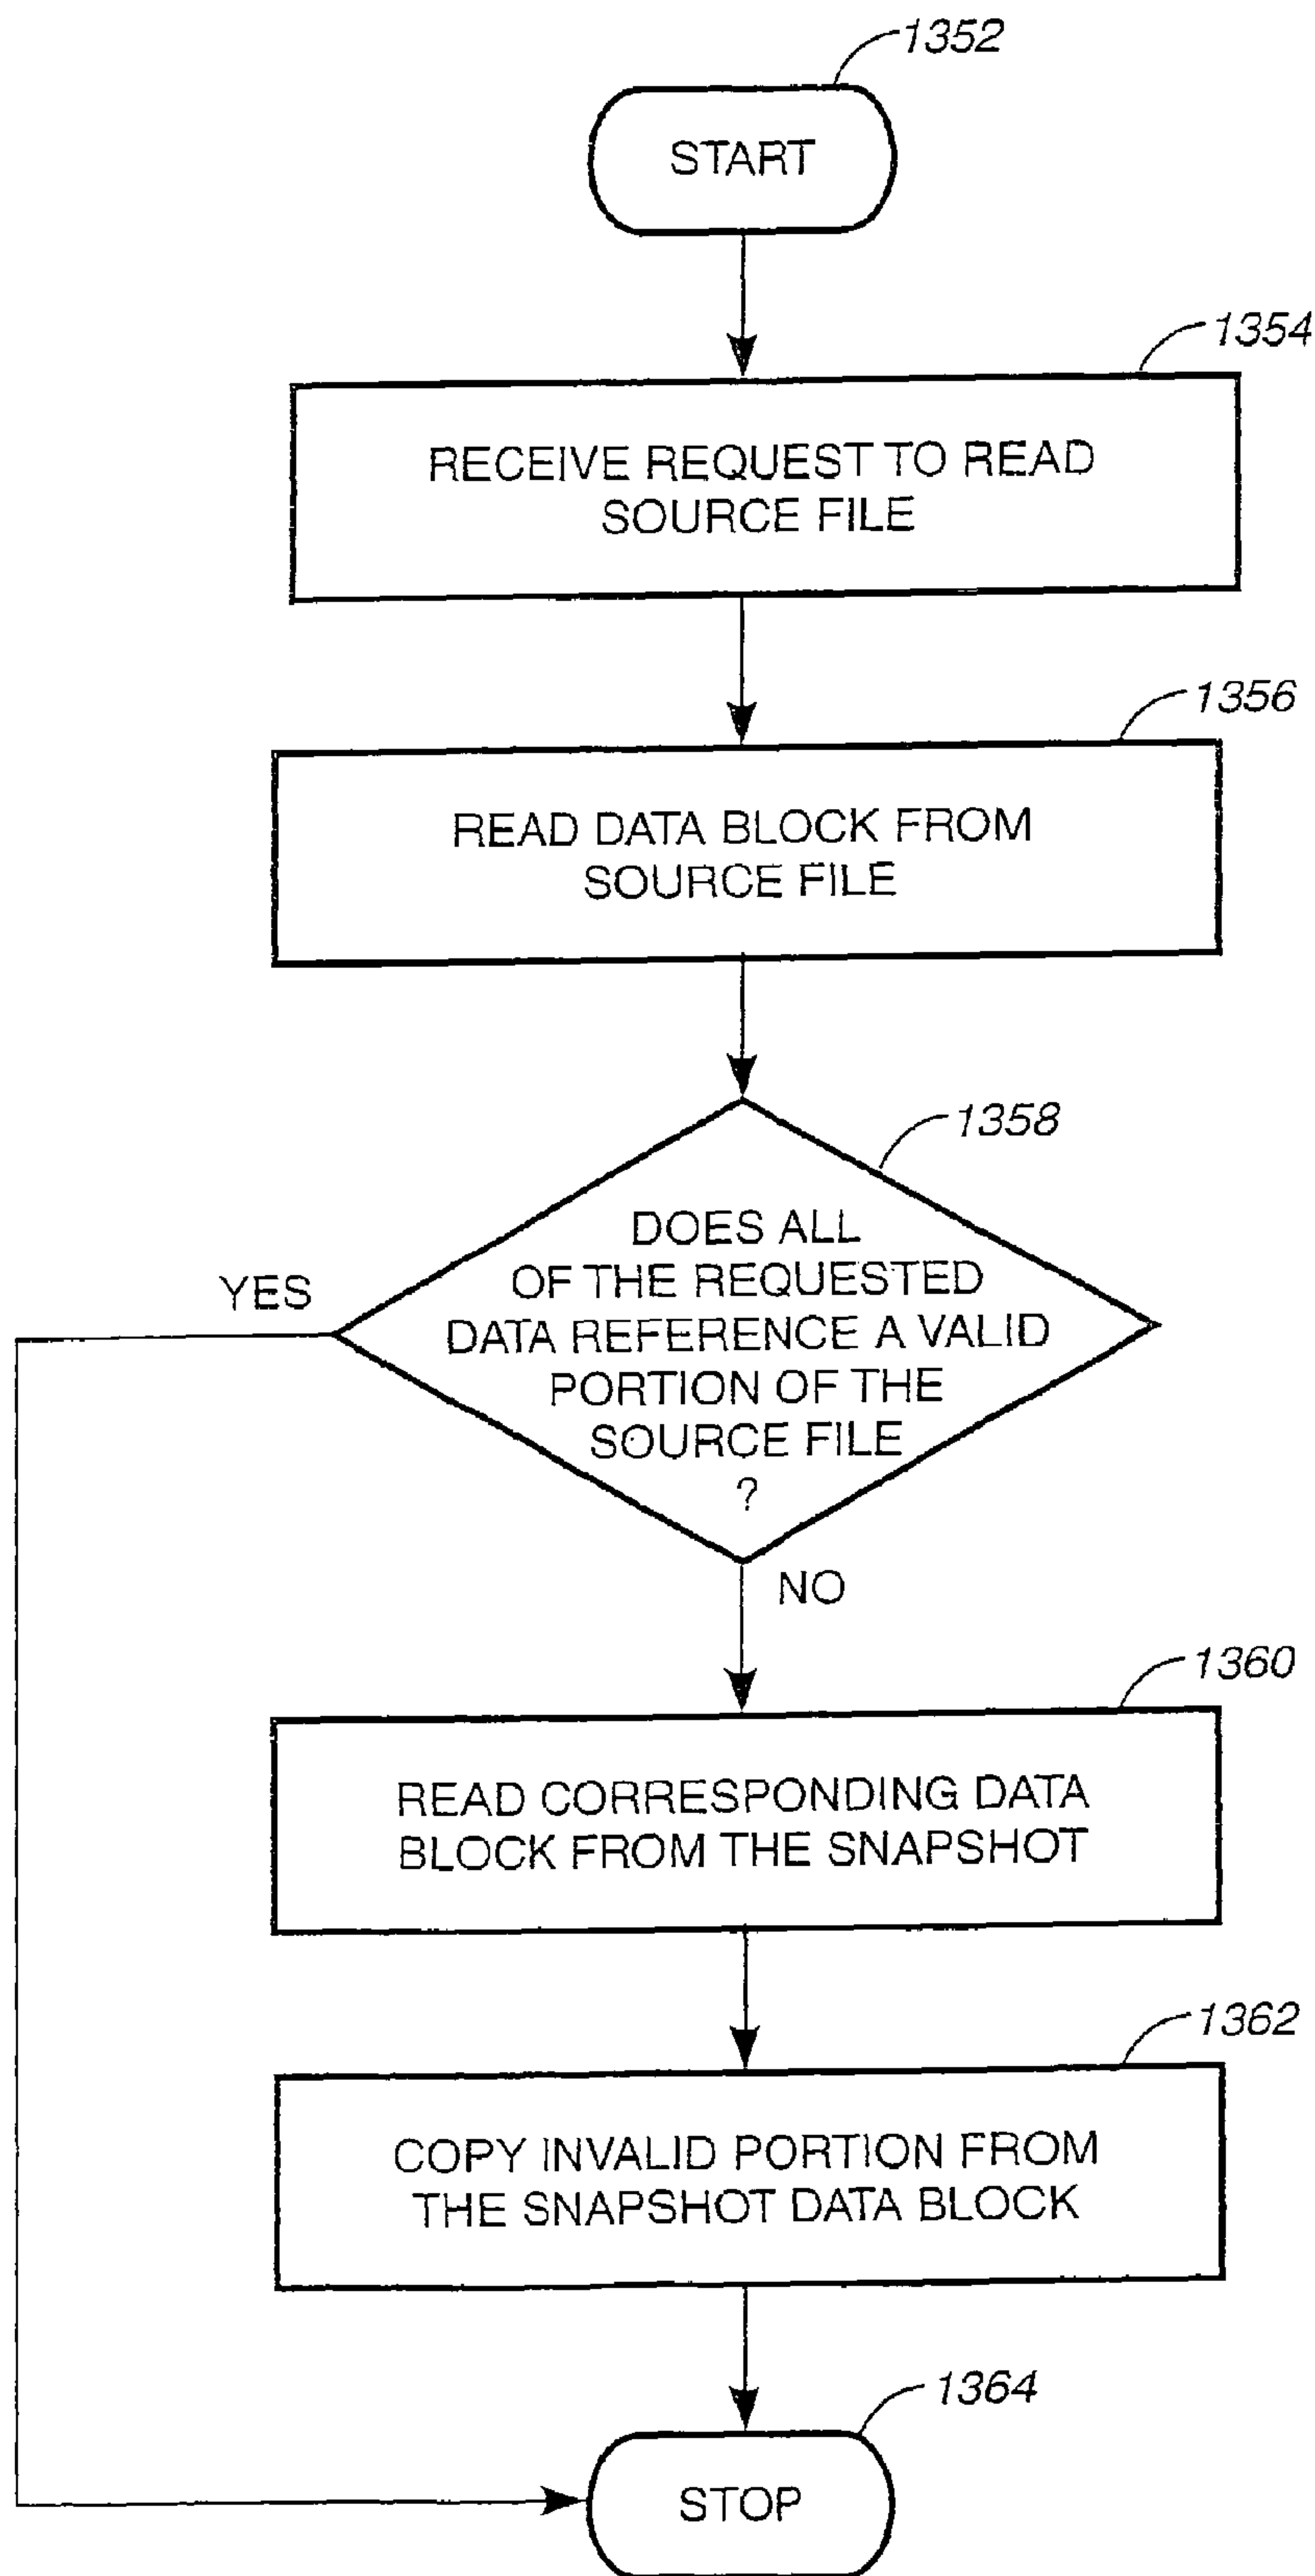 1352
START
1354
RECEIVE REQUEST TO READ
SOURCE FILE
1356
READ DATA BLOCK FROM
SOURCE FILE
1358
DOES ALL
OF THE REQUESTED
DATA REFERENCE A VALID
PORTION OF THE
SOURCE FILE
?
YES
NO
1360
READ CORRESPONDING DATA
BLOCK FROM THE SNAPSHOT
1362
COPY INVALID PORTION FROM
THE SNAPSHOT DATA BLOCK
1364
STOP